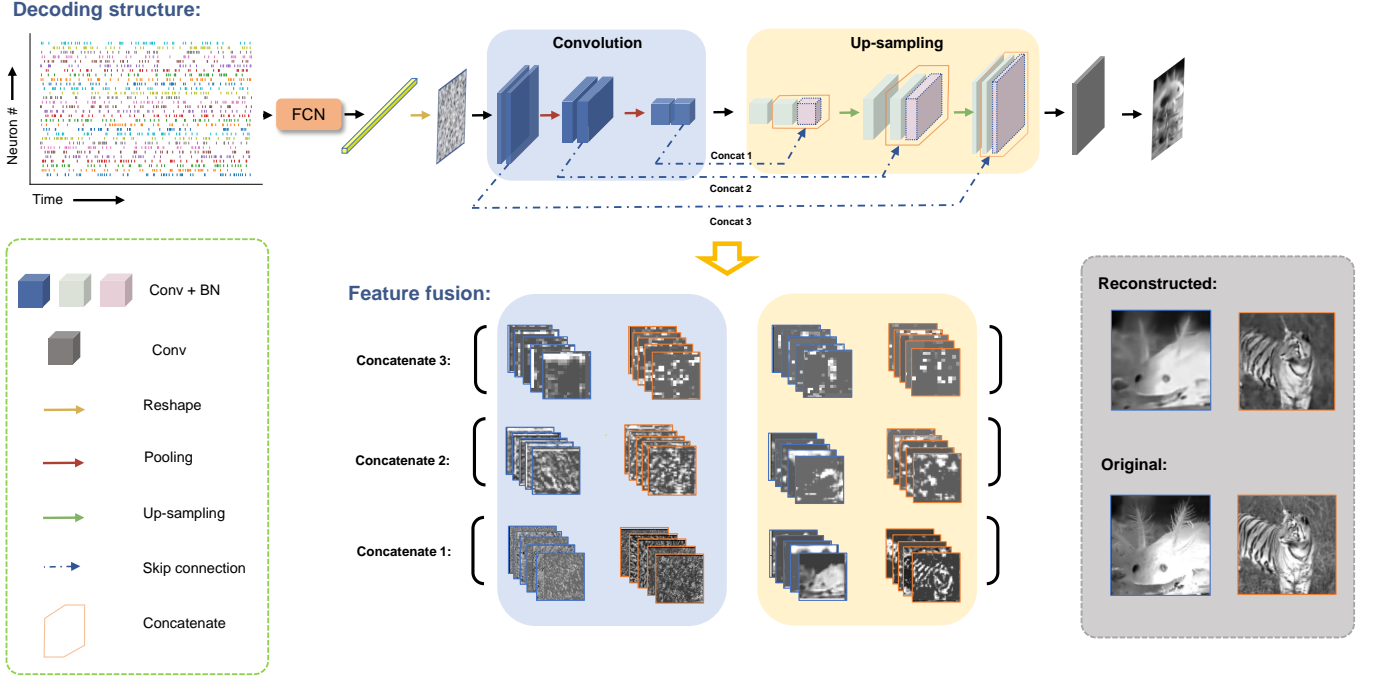 Decoding structure:
Neuron #
Time
FCN
Convolution
Up-sampling
Concat 1
Concat 2
Concat 3
Conv + BN
Conv
Reshape
Pooling
Up-sampling
Skip connection
Concatenate
Feature fusion:
Concatenate 3:
Concatenate 2:
Concatenate 1:
Reconstructed:
Original: